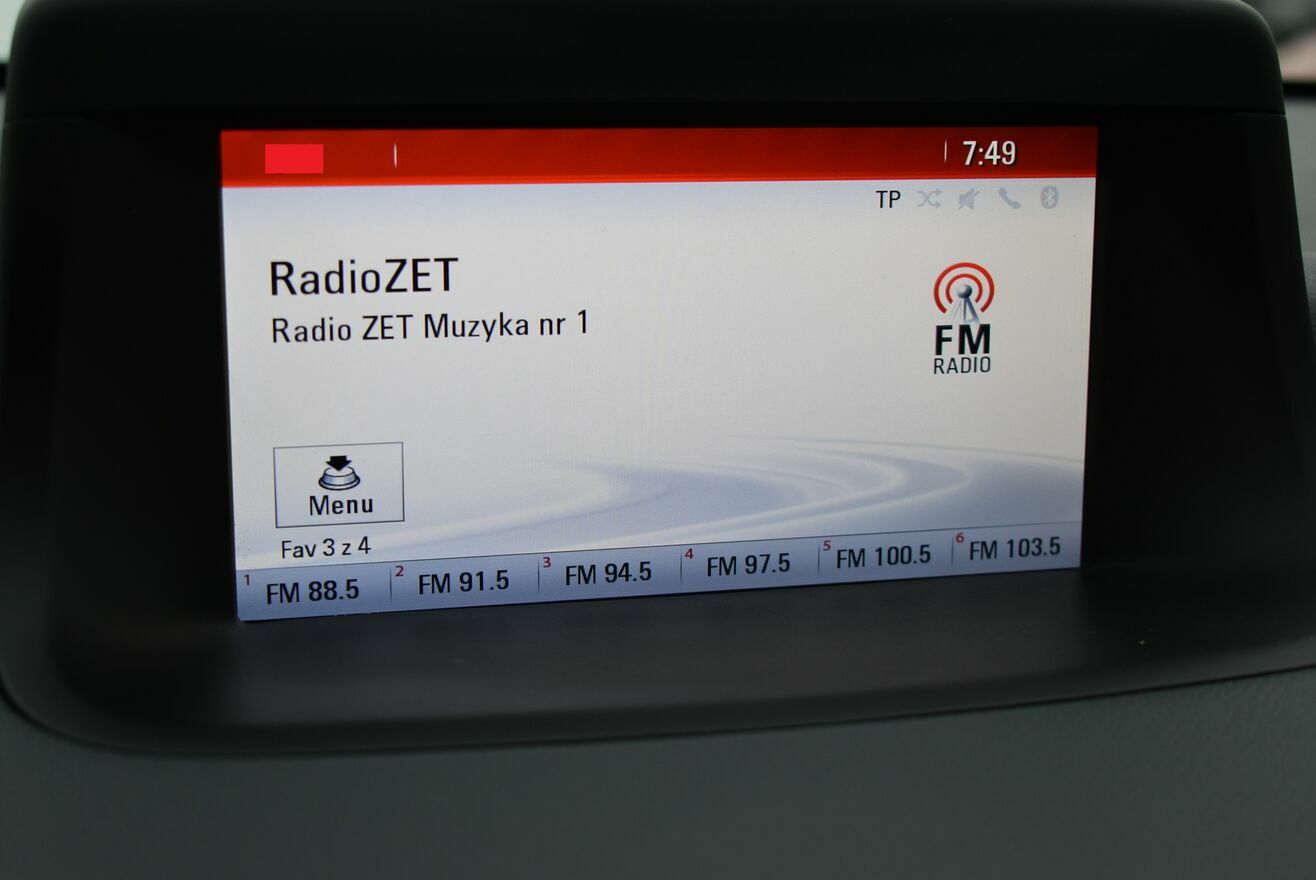 7:49
TP
RadioZET
Radio ZET Muzyka nr 1
FM
RADIO
Menu
Fav 3 z 4
1 FM 88.5 2 FM 91.5 3 FM 94.5 4 FM 97.5 5 FM 100.5 6 FM 103.5